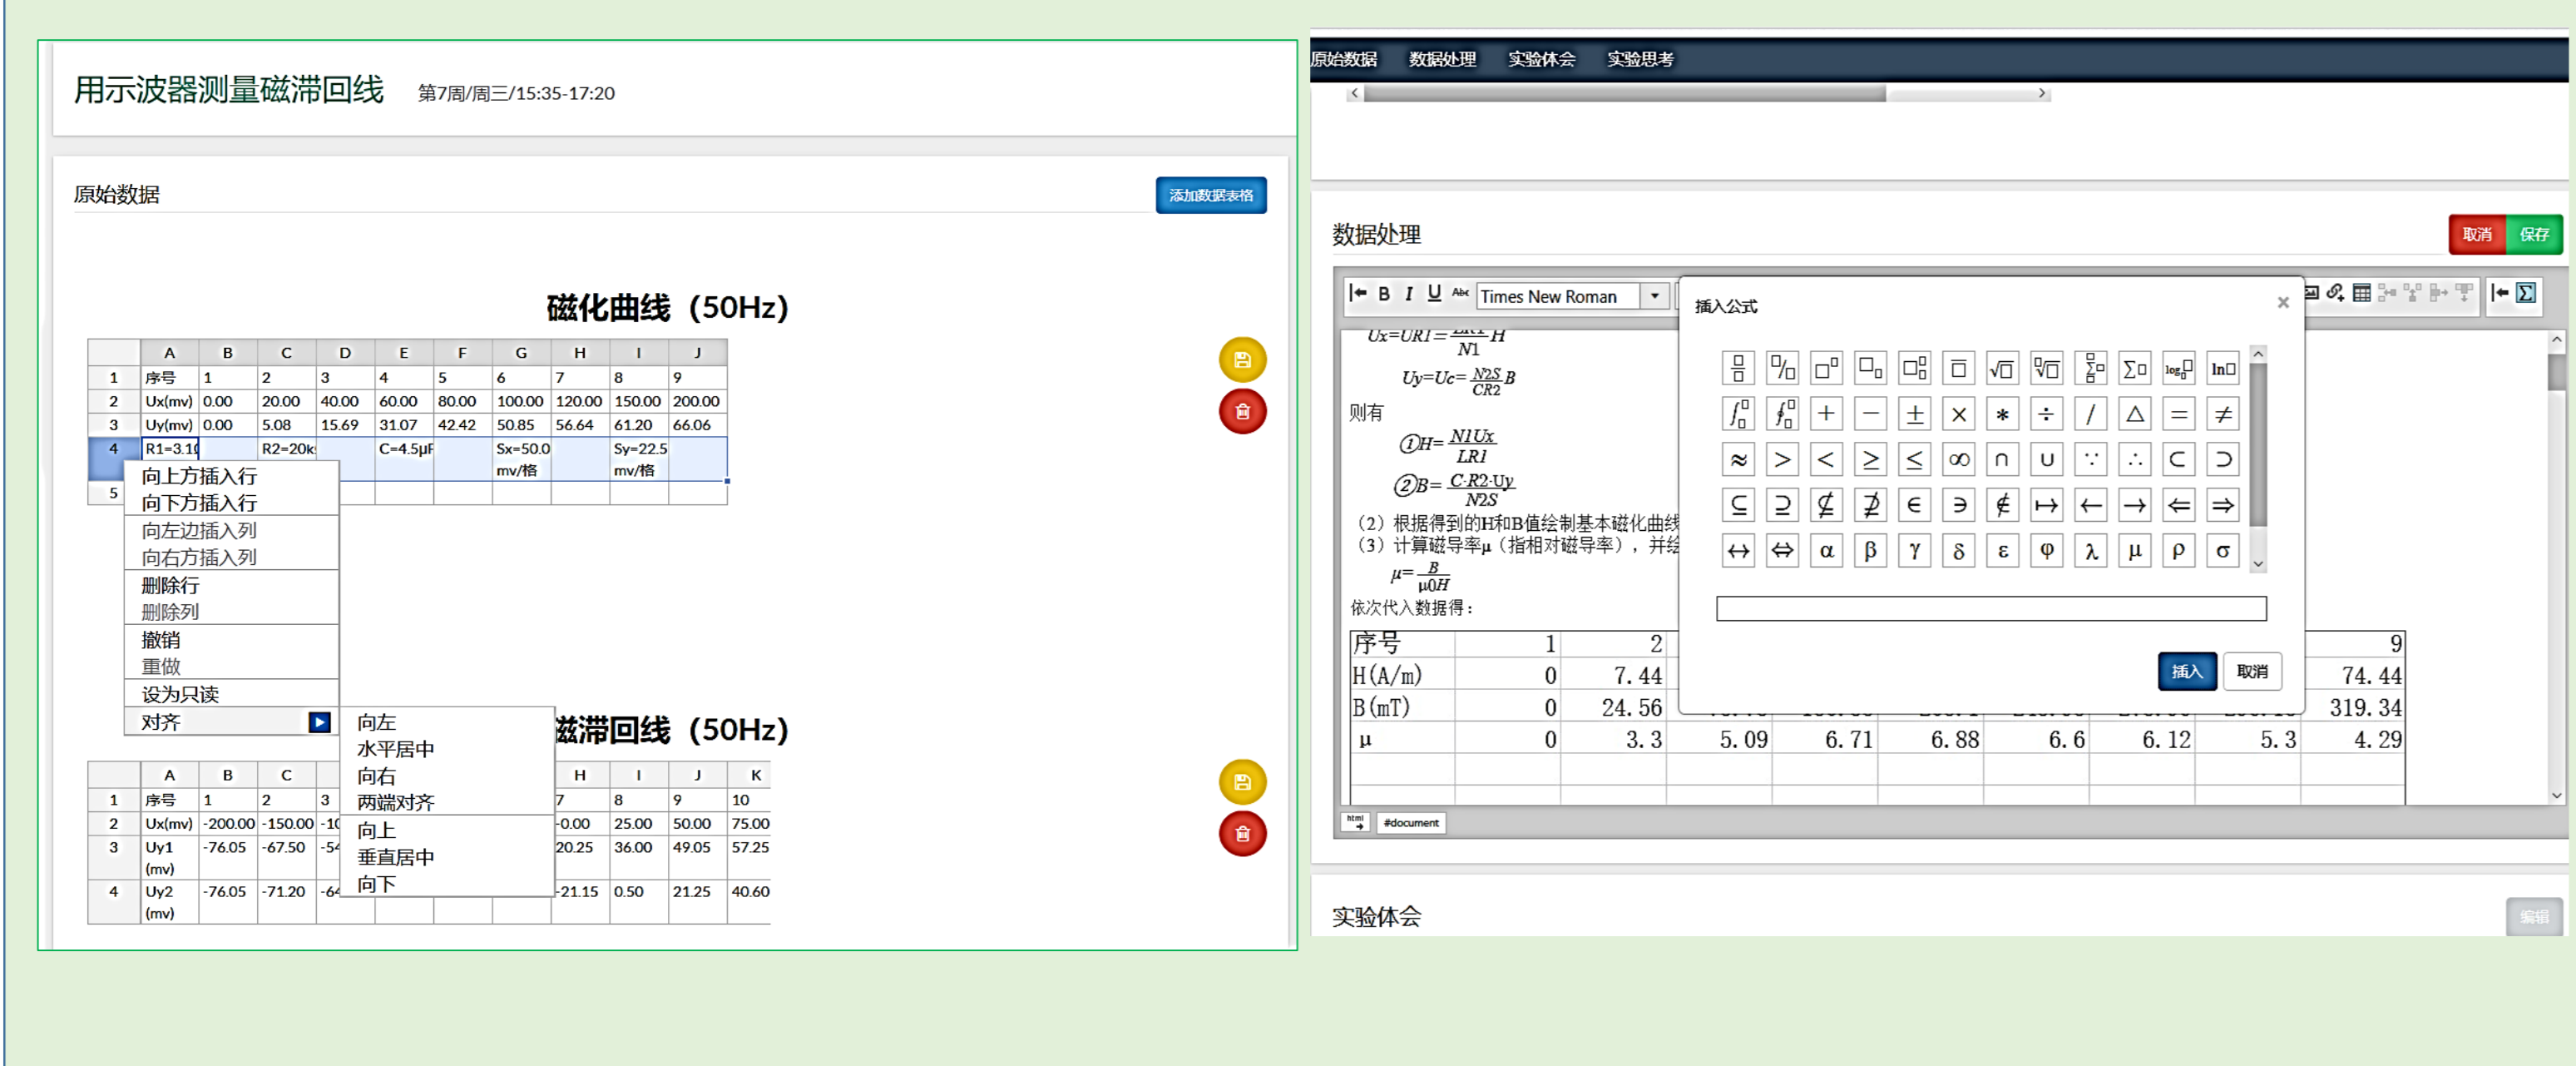 用示波器测量磁滞回线 第7周/周三/15:35-17:20
原始数据 添加数据表格
磁化曲线（50Hz）
A B C D E F G H I J
1 序号 1 2 3 4 5 6 7 8 9
2 Ux(mv) 0.00 20.00 40.00 60.00 80.00 100.00 120.00 150.00 200.00
3 Uy(mv) 0.00 5.08 15.69 31.07 42.42 50.85 56.64 61.20 66.06
4 R1=3.1Ω R2=20k C=4.5μF Sx=50.0 Sy=22.5
mv/格 mv/格
5
向上方插入行
向下方插入行
向左边插入列
向右方插入列
删除行
删除列
撤销
重做
设为只读
对齐
向左
水平居中
向右
两端对齐
向上
垂直居中
向下
磁滞回线（50Hz）
A B C H I J K
1 序号 1 2 3 7 8 9 10
2 Ux(mv) -200.00 -150.00 -10 -0.00 25.00 50.00 75.00
3 Uy1 -76.05 -67.50 -54 20.25 36.00 49.05 57.25
(mv)
4 Uy2 -76.05 -71.20 -64 -21.15 0.50 21.25 40.60
(mv)
原始数据 数据处理 实验体会 实验思考
数据处理 取消 保存
B I U Abc Times New Roman Σ
Ux=UR1=LR1/N1 H
Uy=Uc=N2S/CR2 B
则有
①H=N1Ux/LR1
②B=C·R2·Uy/N2S
（2）根据得到的H和B值绘制基本磁化曲线
（3）计算磁导率μ（指相对磁导率），并绘
μ=B/μ0H
依次代入数据得：
插入公式 ×
√□ ∑□ log□ ln□
∫ ∮ + − ± × * ÷ / △ = ≠
≈ > < ≥ ≤ ∞ ∩ ∪ ∵ ∴ ⊂ ⊃
⊆ ⊇ ⊈ ⊉ ∈ ∋ ∉ ↦ ← → ⇐ ⇒
↔ ⇔ α β γ δ ε φ λ μ ρ σ
插入 取消
序号 1 2 9
H(A/m) 0 7.44 74.44
B(mT) 0 24.56 319.34
μ 0 3.3 5.09 6.71 6.88 6.6 6.12 5.3 4.29
html #document
实验体会 编辑